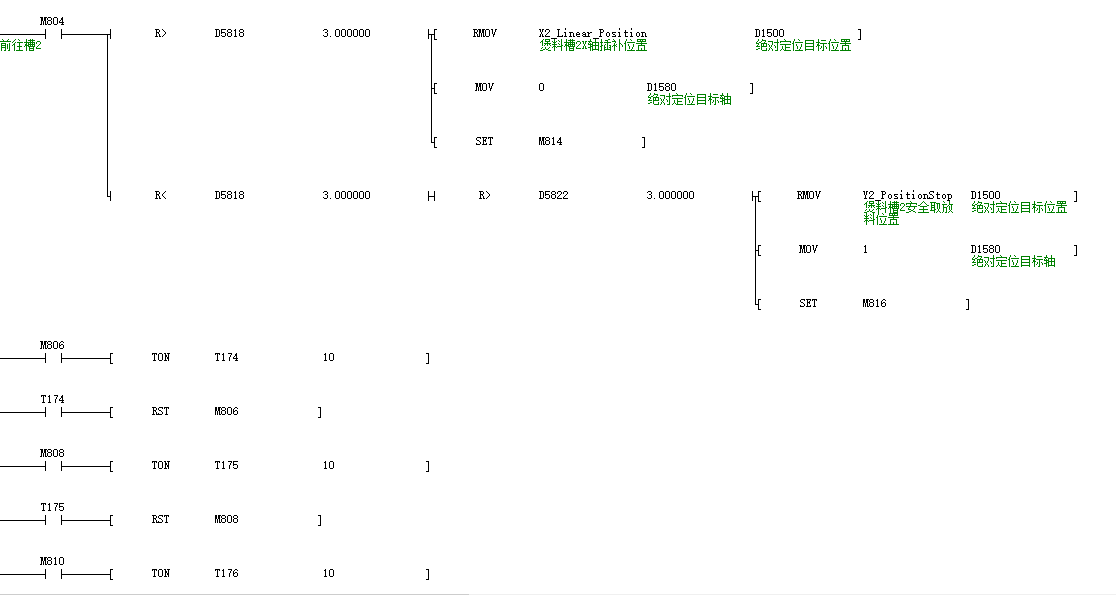 M804
R> D5818 3.000000 RMOV X2_Linear_Position D1500
前往槽2 煲料槽2X轴插补位置 绝对定位目标位置
MOV 0 D1580
绝对定位目标轴
SET M814
R< D5818 3.000000 R> D5822 3.000000 RMOV Y2_PositionStop D1500
煲料槽2安全取放 绝对定位目标位置
料位置
MOV 1 D1580
绝对定位目标轴
SET M816
M806
TON T174 10
T174
RST M806
M808
TON T175 10
T175
RST M808
M810
TON T176 10